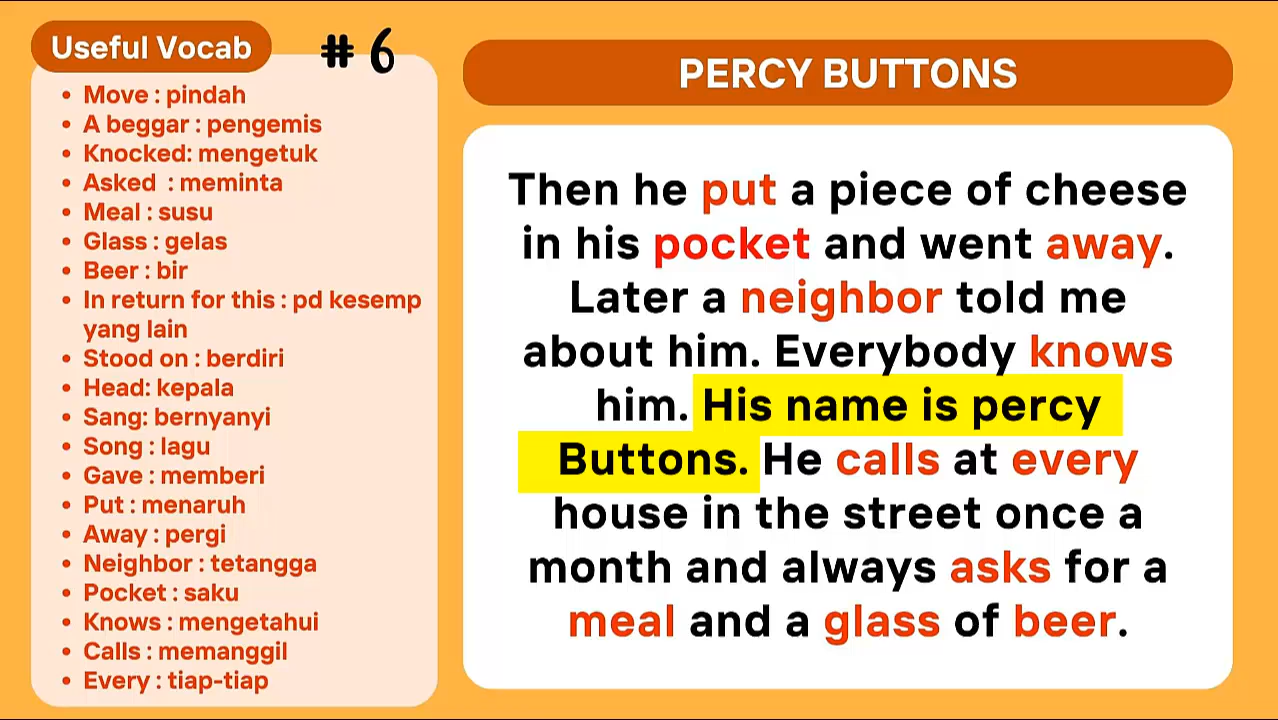 Useful Vocab
# 6
Move : pindah
A beggar : pengemis
Knocked: mengetuk
Asked : meminta
Meal : susu
Glass : gelas
Beer : bir
In return for this : pd kesemp
yang lain
Stood on : berdiri
Head: kepala
Sang: bernyanyi
Song : lagu
Gave : memberi
Put : menaruh
Away : pergi
Neighbor : tetangga
Pocket : saku
Knows : mengetahui
Calls : memanggil
Every : tiap-tiap
PERCY BUTTONS
Then he put a piece of cheese
in his pocket and went away.
Later a neighbor told me
about him. Everybody knows
him. His name is percy
Buttons. He calls at every
house in the street once a
month and always asks for a
meal and a glass of beer.